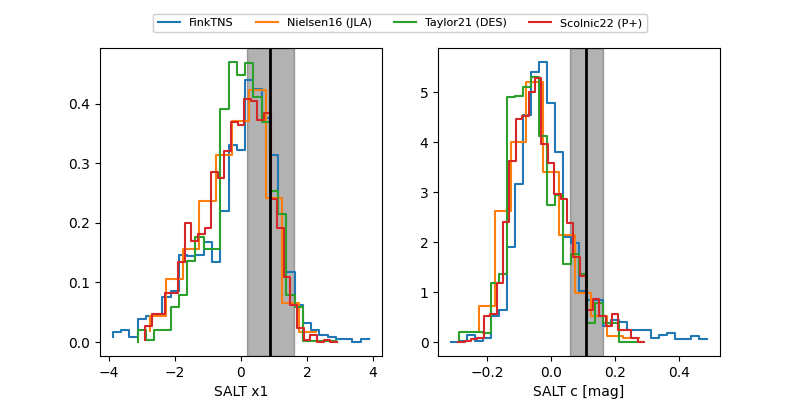 FinkTNS Nielsen16 (JLA) Taylor21 (DES) Scolnic22 (P+)
0.4
0.3
0.2
0.1
0.0
−4 −2 0 2 4
SALT x1
5
4
3
2
1
0
−0.2 0.0 0.2 0.4
SALT c [mag]